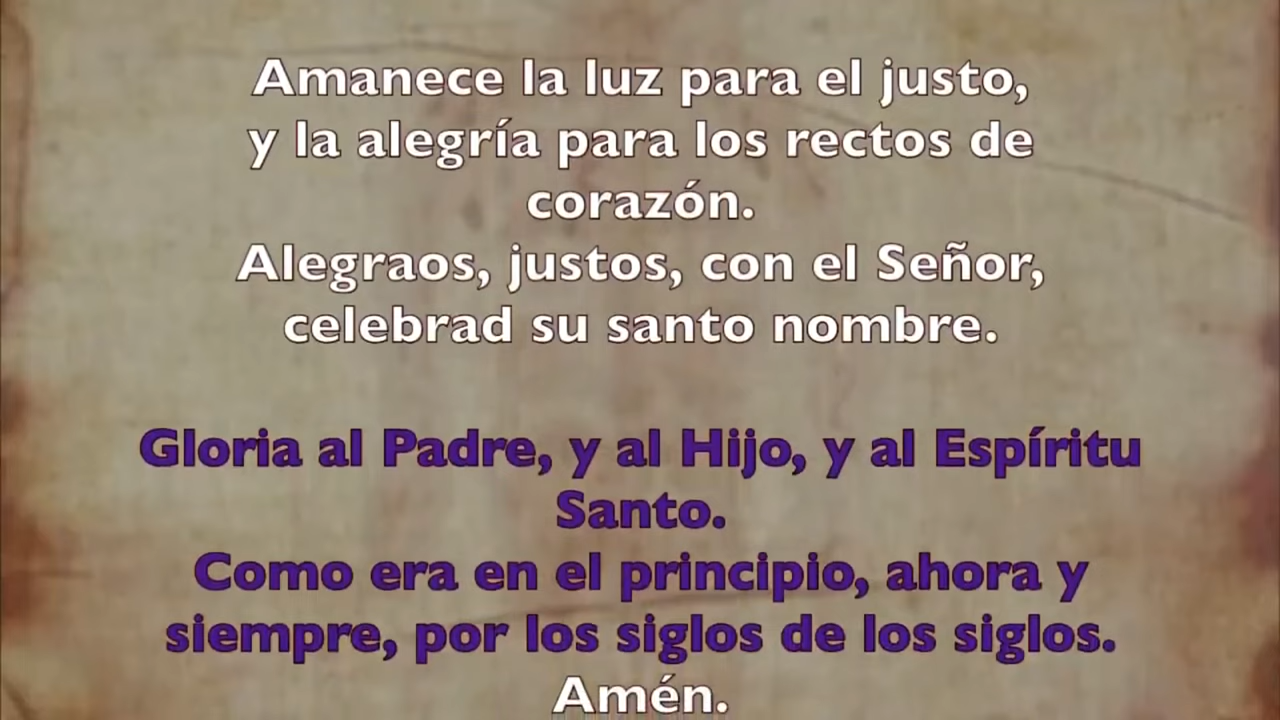 Amanece la luz para el justo,
y la alegría para los rectos de
corazón.
Alegraos, justos, con el Señor,
celebrad su santo nombre.
Gloria al Padre, y al Hijo, y al Espíritu
Santo.
Como era en el principio, ahora y
siempre, por los siglos de los siglos.
Amén.